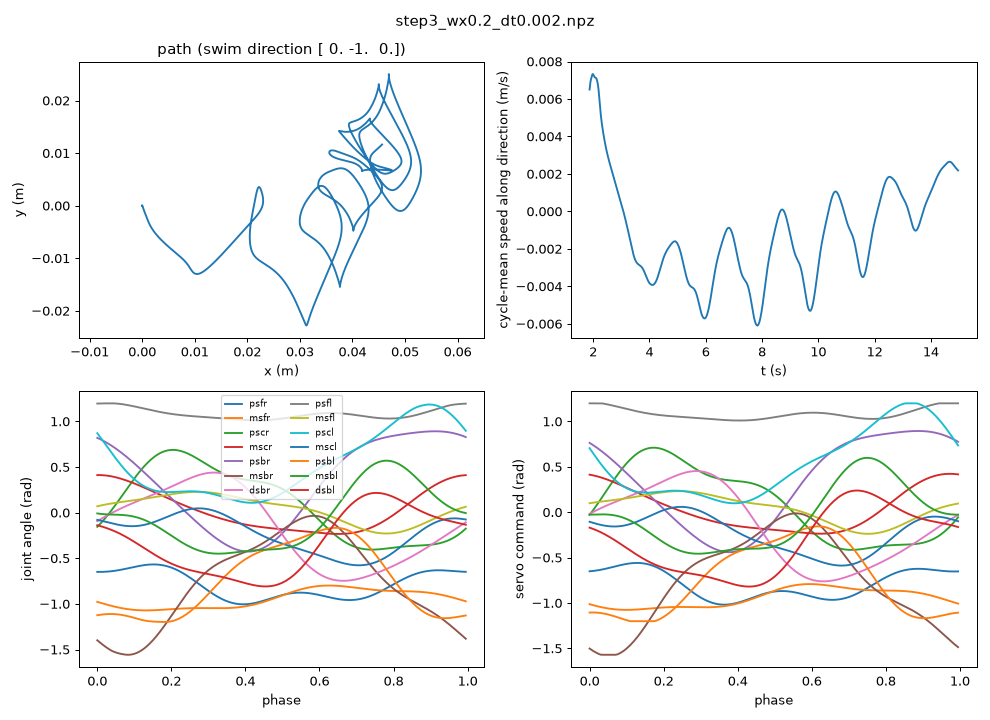 step3_wx0.2_dt0.002.npz
path (swim direction [ 0. -1.  0.])
0.02
0.01
0.00
−0.01
−0.02
y (m)
−0.01 0.00 0.01 0.02 0.03 0.04 0.05 0.06
x (m)
0.008
0.006
0.004
0.002
0.000
−0.002
−0.004
−0.006
cycle-mean speed along direction (m/s)
2 4 6 8 10 12 14
t (s)
1.0
0.5
0.0
−0.5
−1.0
−1.5
joint angle (rad)
psfr psfl
msfr msfl
pscr pscl
mscr mscl
psbr psbl
msbr msbl
dsbr dsbl
0.0 0.2 0.4 0.6 0.8 1.0
phase
1.0
0.5
0.0
−0.5
−1.0
−1.5
servo command (rad)
0.0 0.2 0.4 0.6 0.8 1.0
phase